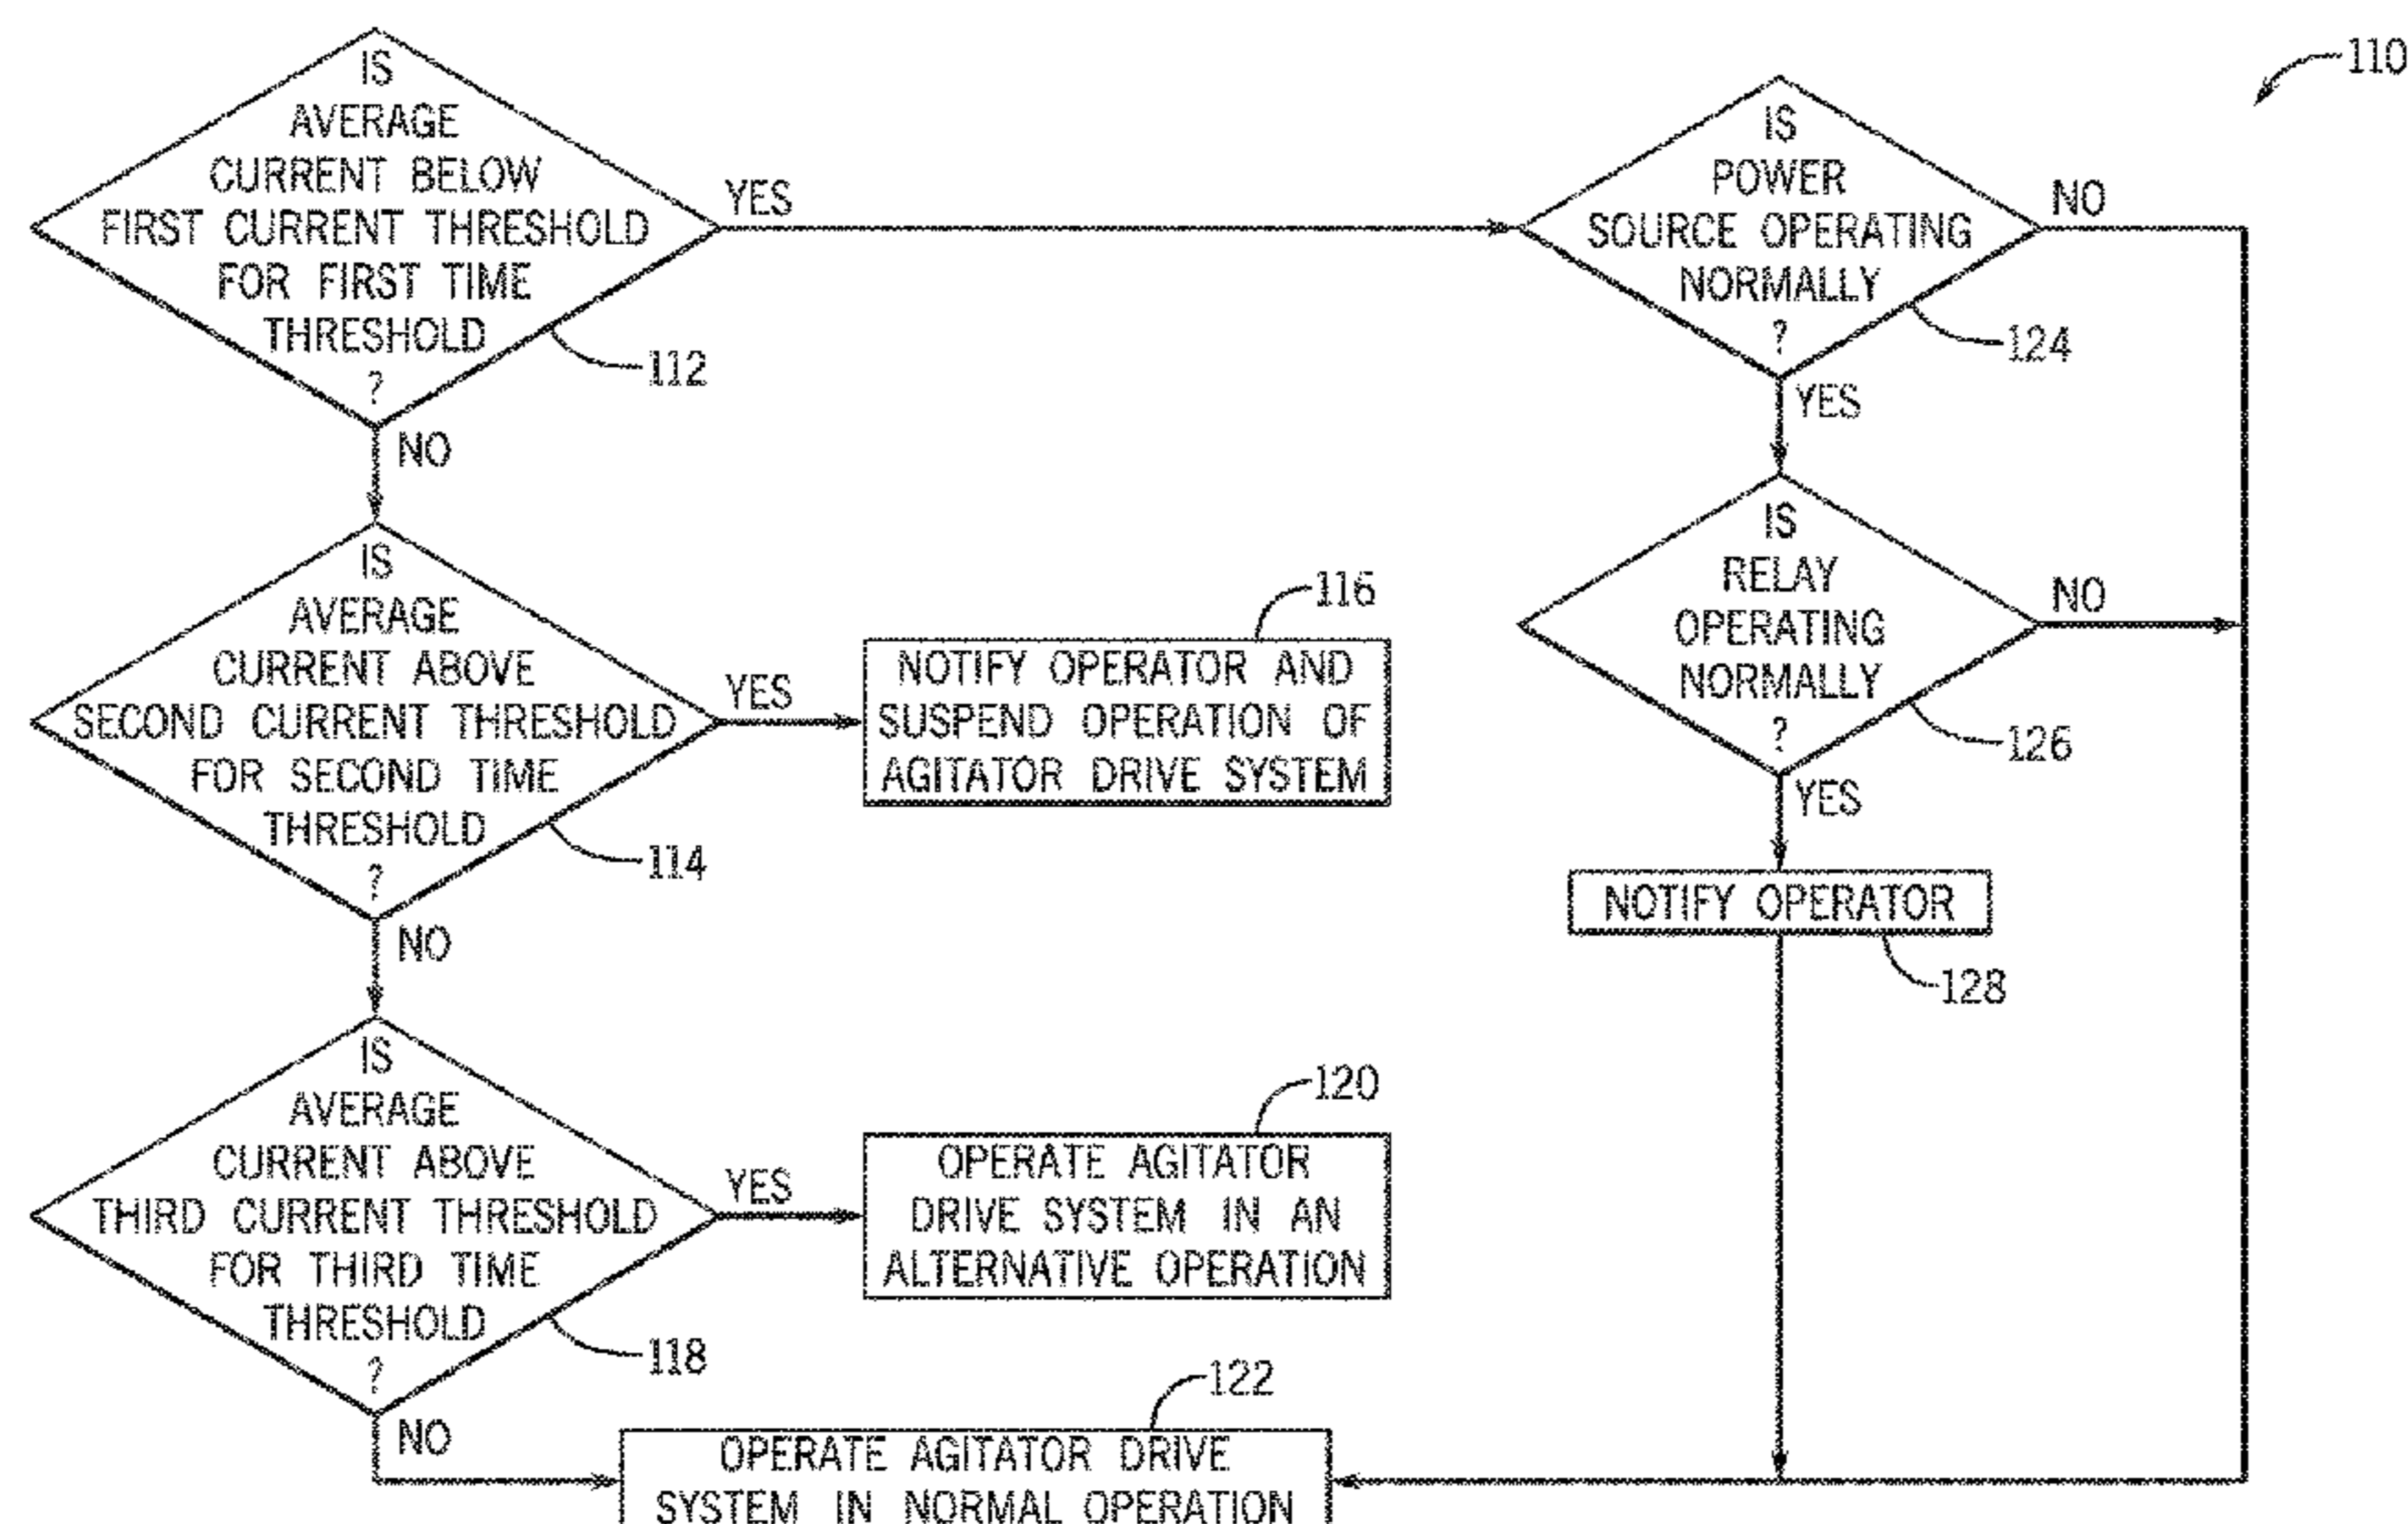 110
IS
AVERAGE
CURRENT BELOW
FIRST CURRENT THRESHOLD
FOR FIRST TIME
THRESHOLD
?
112
YES
NO
IS
POWER
SOURCE OPERATING
NORMALLY
?
124
NO
YES
IS
AVERAGE
CURRENT ABOVE
SECOND CURRENT THRESHOLD
FOR SECOND TIME
THRESHOLD
?
114
YES
NO
116
NOTIFY OPERATOR AND
SUSPEND OPERATION OF
AGITATOR DRIVE SYSTEM
IS
RELAY
OPERATING
NORMALLY
?
126
NO
YES
NOTIFY OPERATOR
128
IS
AVERAGE
CURRENT ABOVE
THIRD CURRENT THRESHOLD
FOR THIRD TIME
THRESHOLD
?
118
YES
NO
120
OPERATE AGITATOR
DRIVE SYSTEM IN AN
ALTERNATIVE OPERATION
122
OPERATE AGITATOR DRIVE
SYSTEM IN NORMAL OPERATION